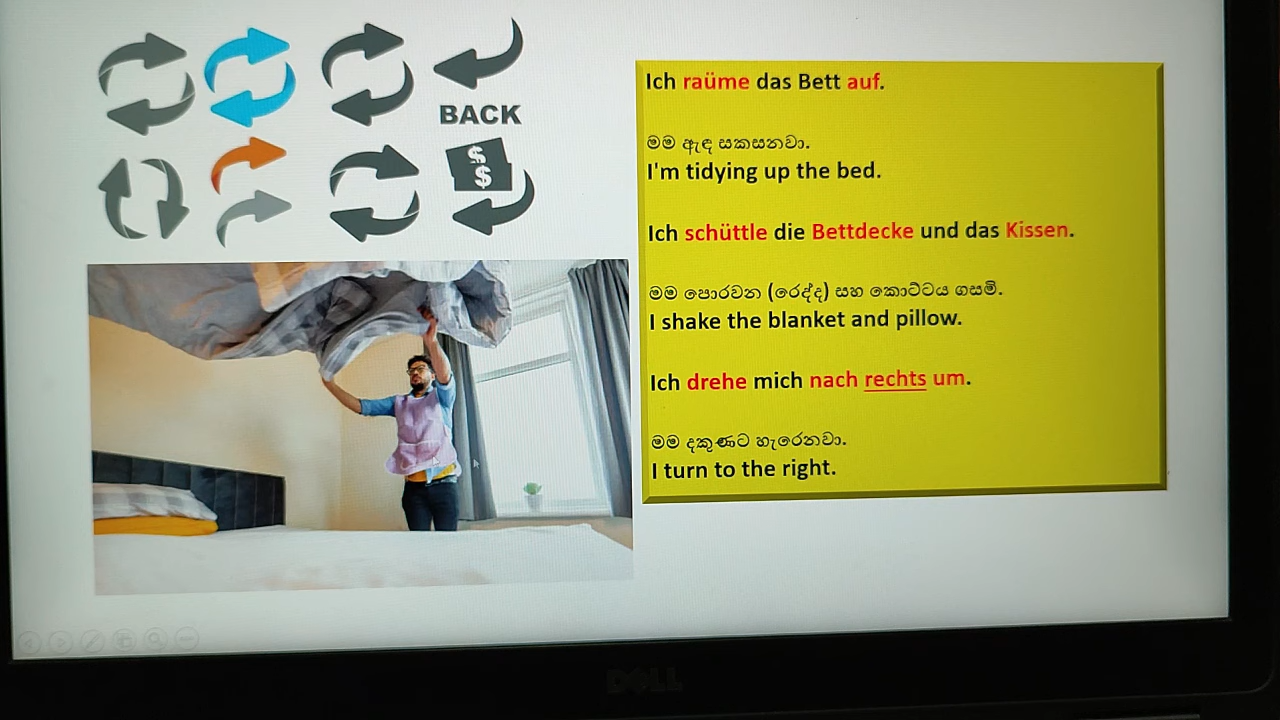 BACK
$
$
Ich raüme das Bett auf.
මම ඇඳ සකසනවා.
I'm tidying up the bed.
Ich schüttle die Bettdecke und das Kissen.
මම පොරවන (රෙද්ද) සහ කොට්ටය ගසමි.
I shake the blanket and pillow.
Ich drehe mich nach rechts um.
මම දකුණට හැරෙනවා.
I turn to the right.
DELL